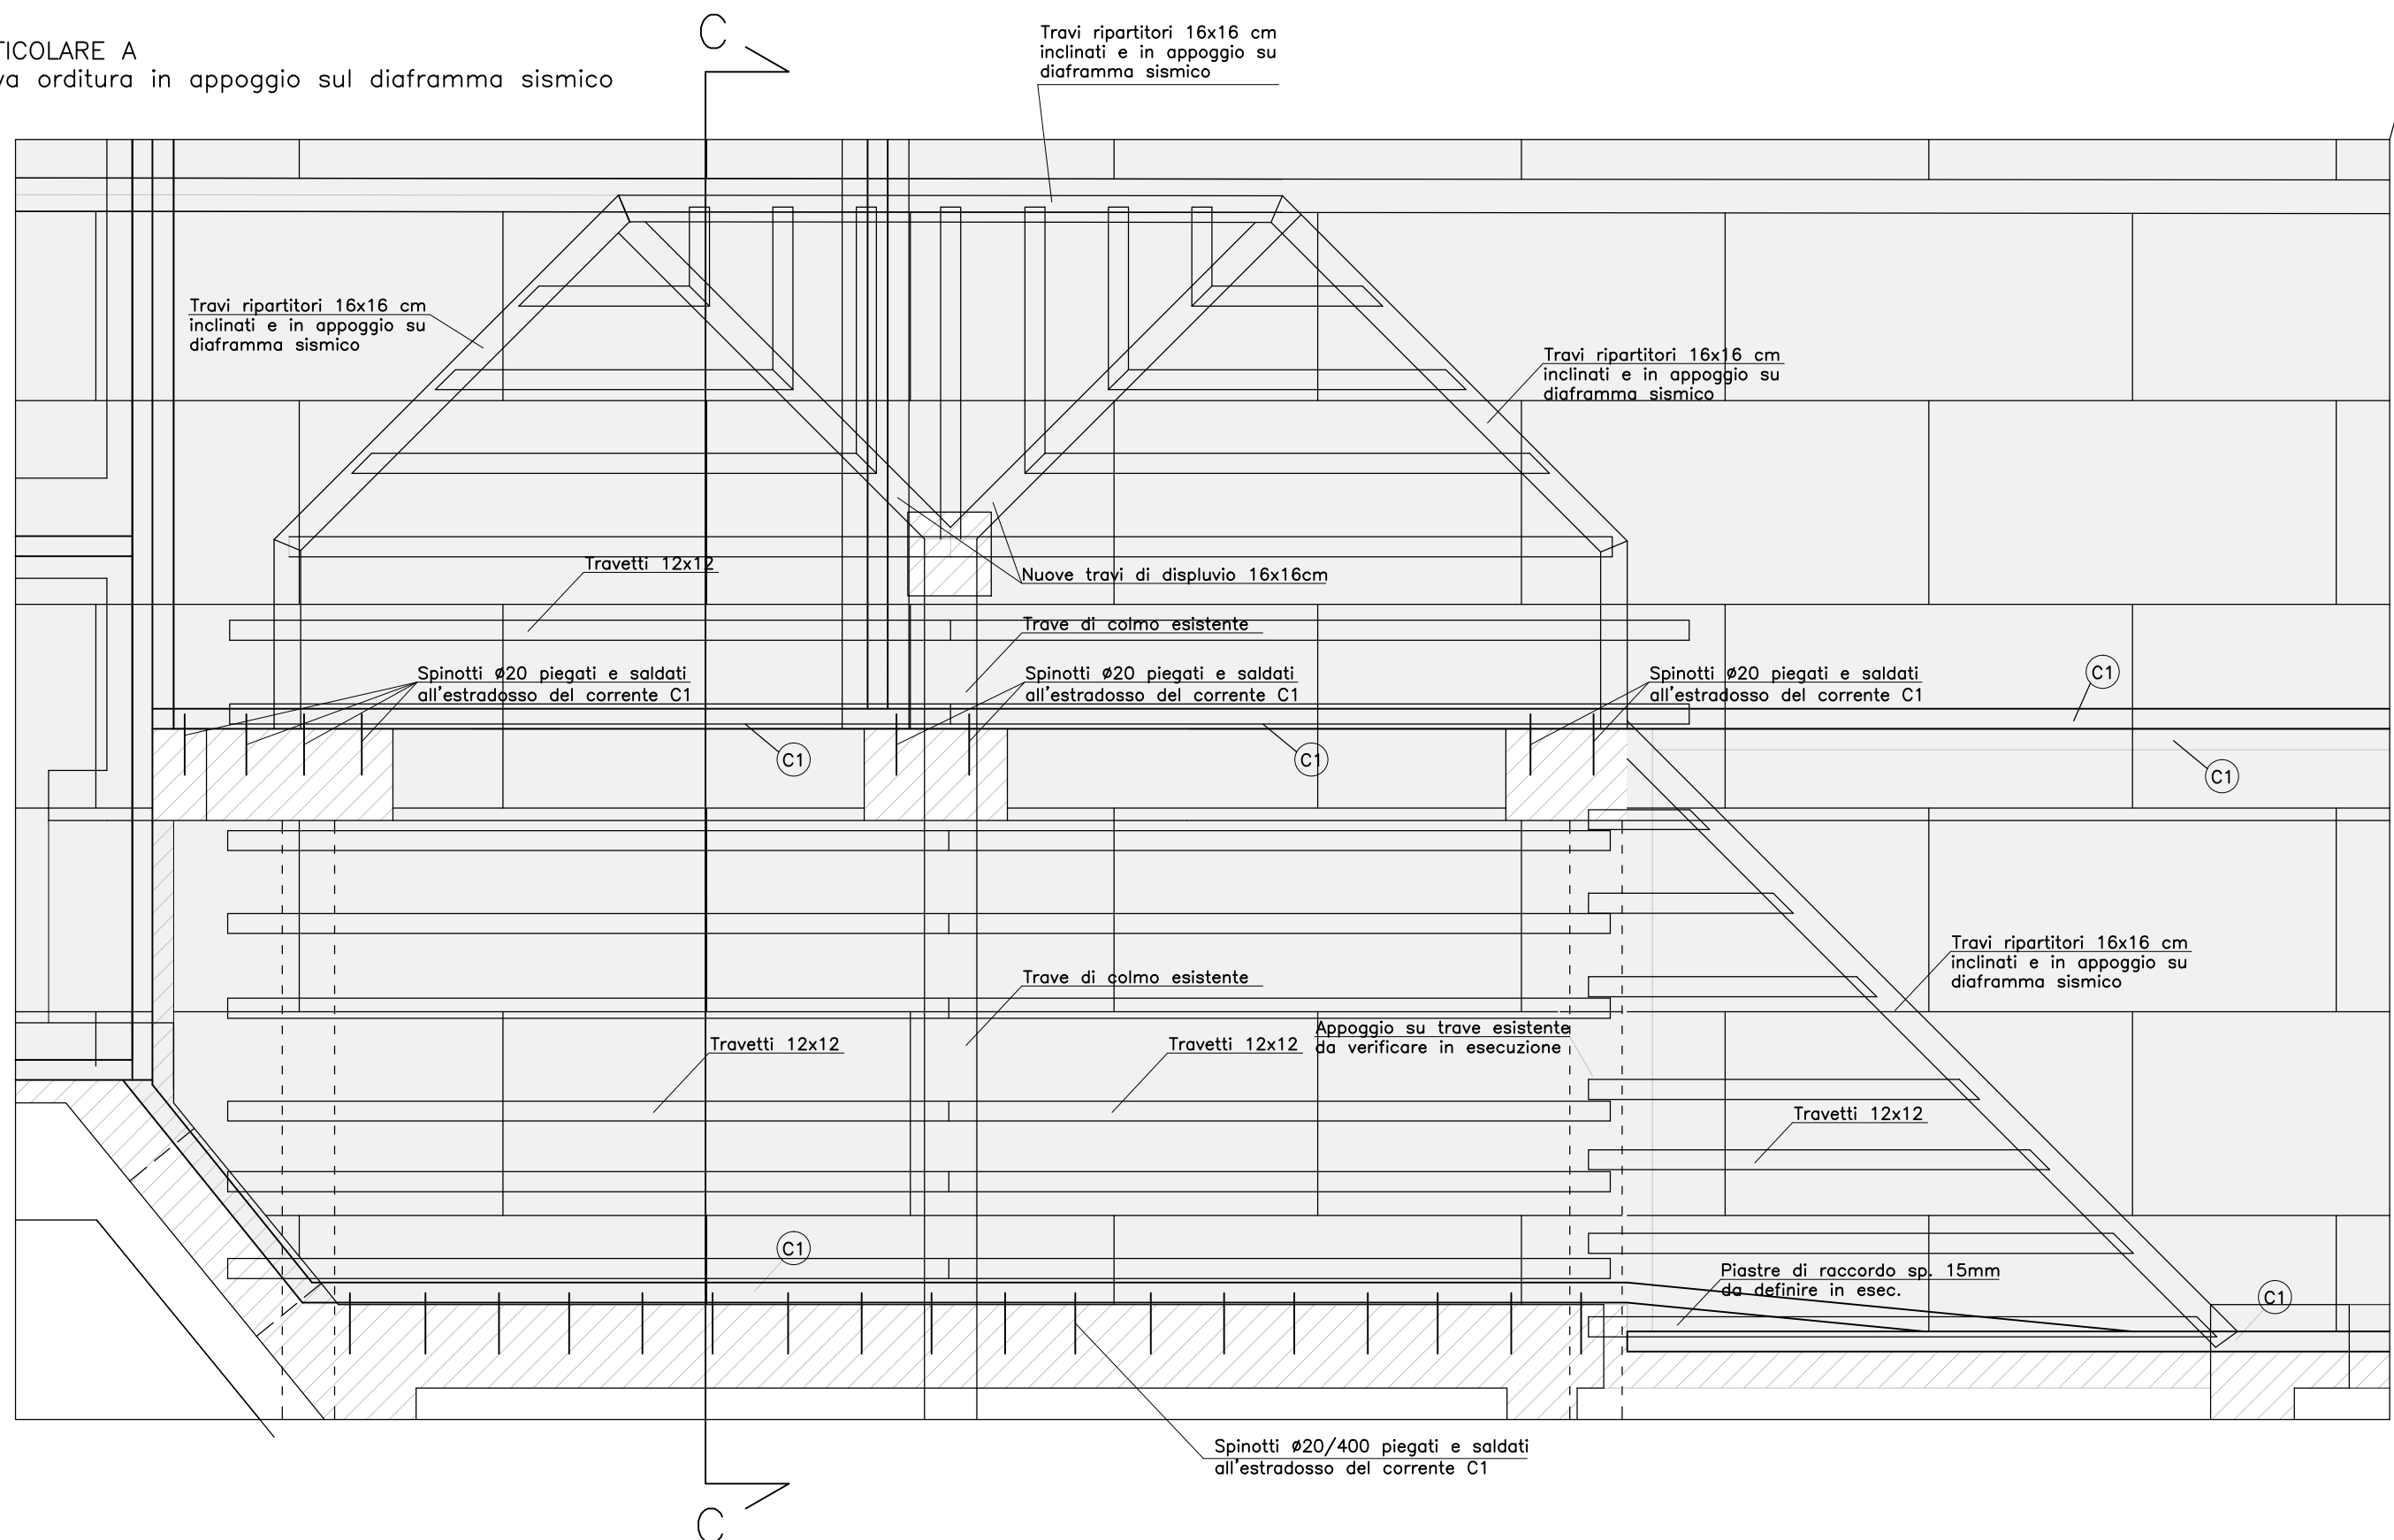 TICOLARE A
va orditura in appoggio sul diaframma sismico
C
Travi ripartitori 16x16 cm
inclinati e in appoggio su
diaframma sismico
Travi ripartitori 16x16 cm
inclinati e in appoggio su
diaframma sismico
Travi ripartitori 16x16 cm
inclinati e in appoggio su
diaframma sismico
Travetti 12x12
Nuove travi di displuvio 16x16cm
Trave di colmo esistente
Spinotti ø20 piegati e saldati
all'estradosso del corrente C1
Spinotti ø20 piegati e saldati
all'estradosso del corrente C1
Spinotti ø20 piegati e saldati
all'estradosso del corrente C1
C1
C1
C1
C1
Travi ripartitori 16x16 cm
inclinati e in appoggio su
diaframma sismico
Trave di colmo esistente
Appoggio su trave esistente
da verificare in esecuzione
Travetti 12x12
Travetti 12x12
Travetti 12x12
C1
Piastre di raccordo sp. 15mm
da definire in esec.
C1
Spinotti ø20/400 piegati e saldati
all'estradosso del corrente C1
C